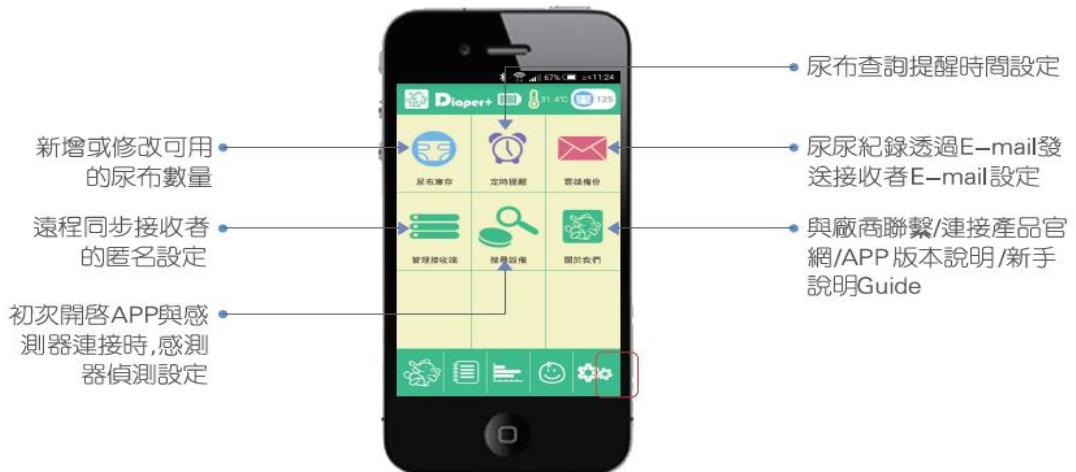 67% 上午11:24
Diaper+ 31.4℃ 125
尿布庫存
定時提醒
雲端備份
管理接收端
搜尋設備
關於我們
新增或修改可用
的尿布數量
遠程同步接收者
的匿名設定
初次開啓APP與感
測器連接時,感測
器偵測設定
尿布查詢提醒時間設定
尿尿紀錄透過E-mail發
送接收者E-mail設定
與廠商聯繫/連接產品官
網/APP版本說明/新手
說明Guide